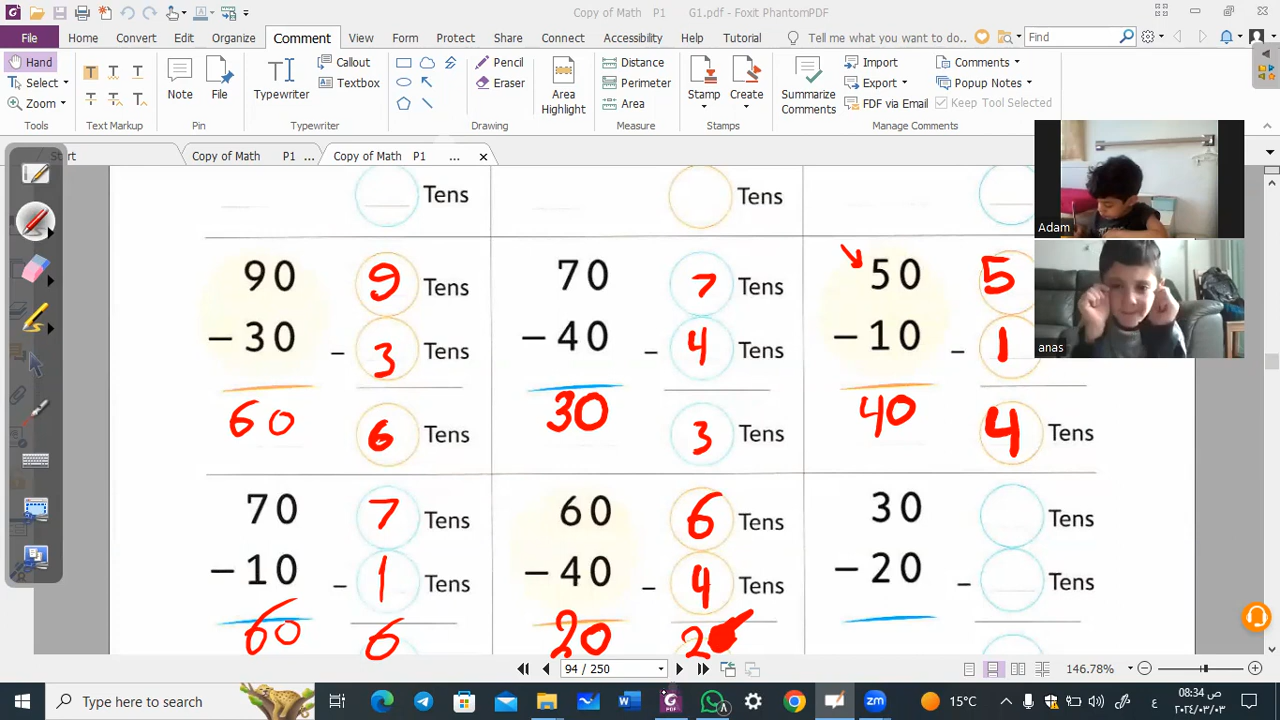 Copy of Math P1 G1.pdf - Foxit PhantomPDF
File Home Convert Edit Organize Comment View Form Protect Share Connect Accessibility Help Tutorial Tell me what you want to do.. Find
Hand Select Zoom
Note File
Typewriter Callout Textbox
Pencil Eraser
Area Highlight
Distance Perimeter Area
Stamp Create
Summarize Comments
Import Export FDF via Email
Comments Popup Notes Keep Tool Selected
Tools Text Markup Pin Typewriter Drawing Measure Stamps Manage Comments
Start Copy of Math P1 ... Copy of Math P1 ...
Adam
anas
Tens Tens
90 9 Tens 70 7 Tens 50 5
-30 - 3 Tens -40 - 4 Tens -10 - 1
60 6 Tens 30 3 Tens 40 4 Tens
70 7 Tens 60 6 Tens 30 Tens
-10 - 1 Tens -40 - 4 Tens -20 - Tens
60 6 20 2
94 / 250 146.78%
Type here to search 15°C ع 08:34 ص
٢٠٢٤/٠٣/٠٣